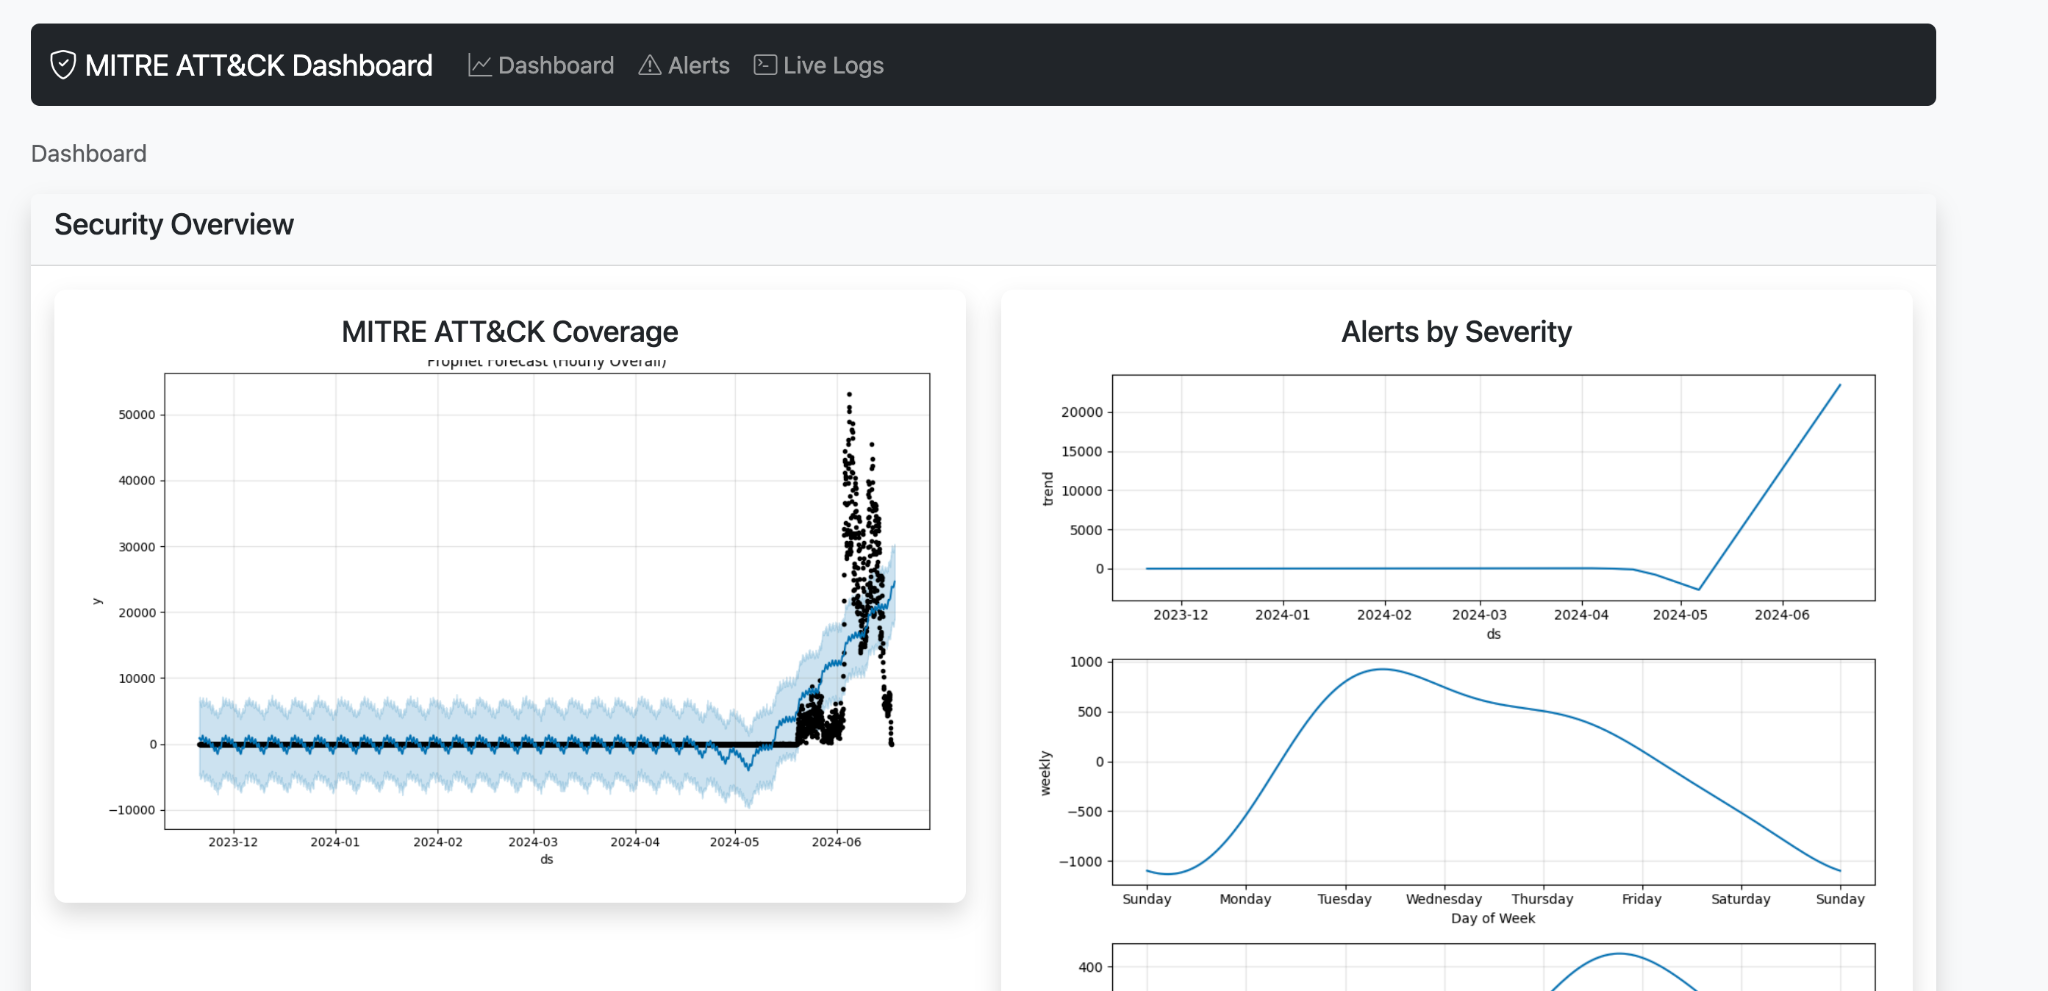 MITRE ATT&CK Dashboard Dashboard Alerts Live Logs
Dashboard
Security Overview
MITRE ATT&CK Coverage
Prophet Forecast (Hourly Overall)
50000
40000
30000
20000
10000
0
−10000
y
2023-12 2024-01 2024-02 2024-03 2024-04 2024-05 2024-06
ds
Alerts by Severity
20000
15000
10000
5000
0
trend
2023-12 2024-01 2024-02 2024-03 2024-04 2024-05 2024-06
ds
1000
500
0
−500
−1000
weekly
Sunday Monday Tuesday Wednesday Thursday Friday Saturday Sunday
Day of Week
400